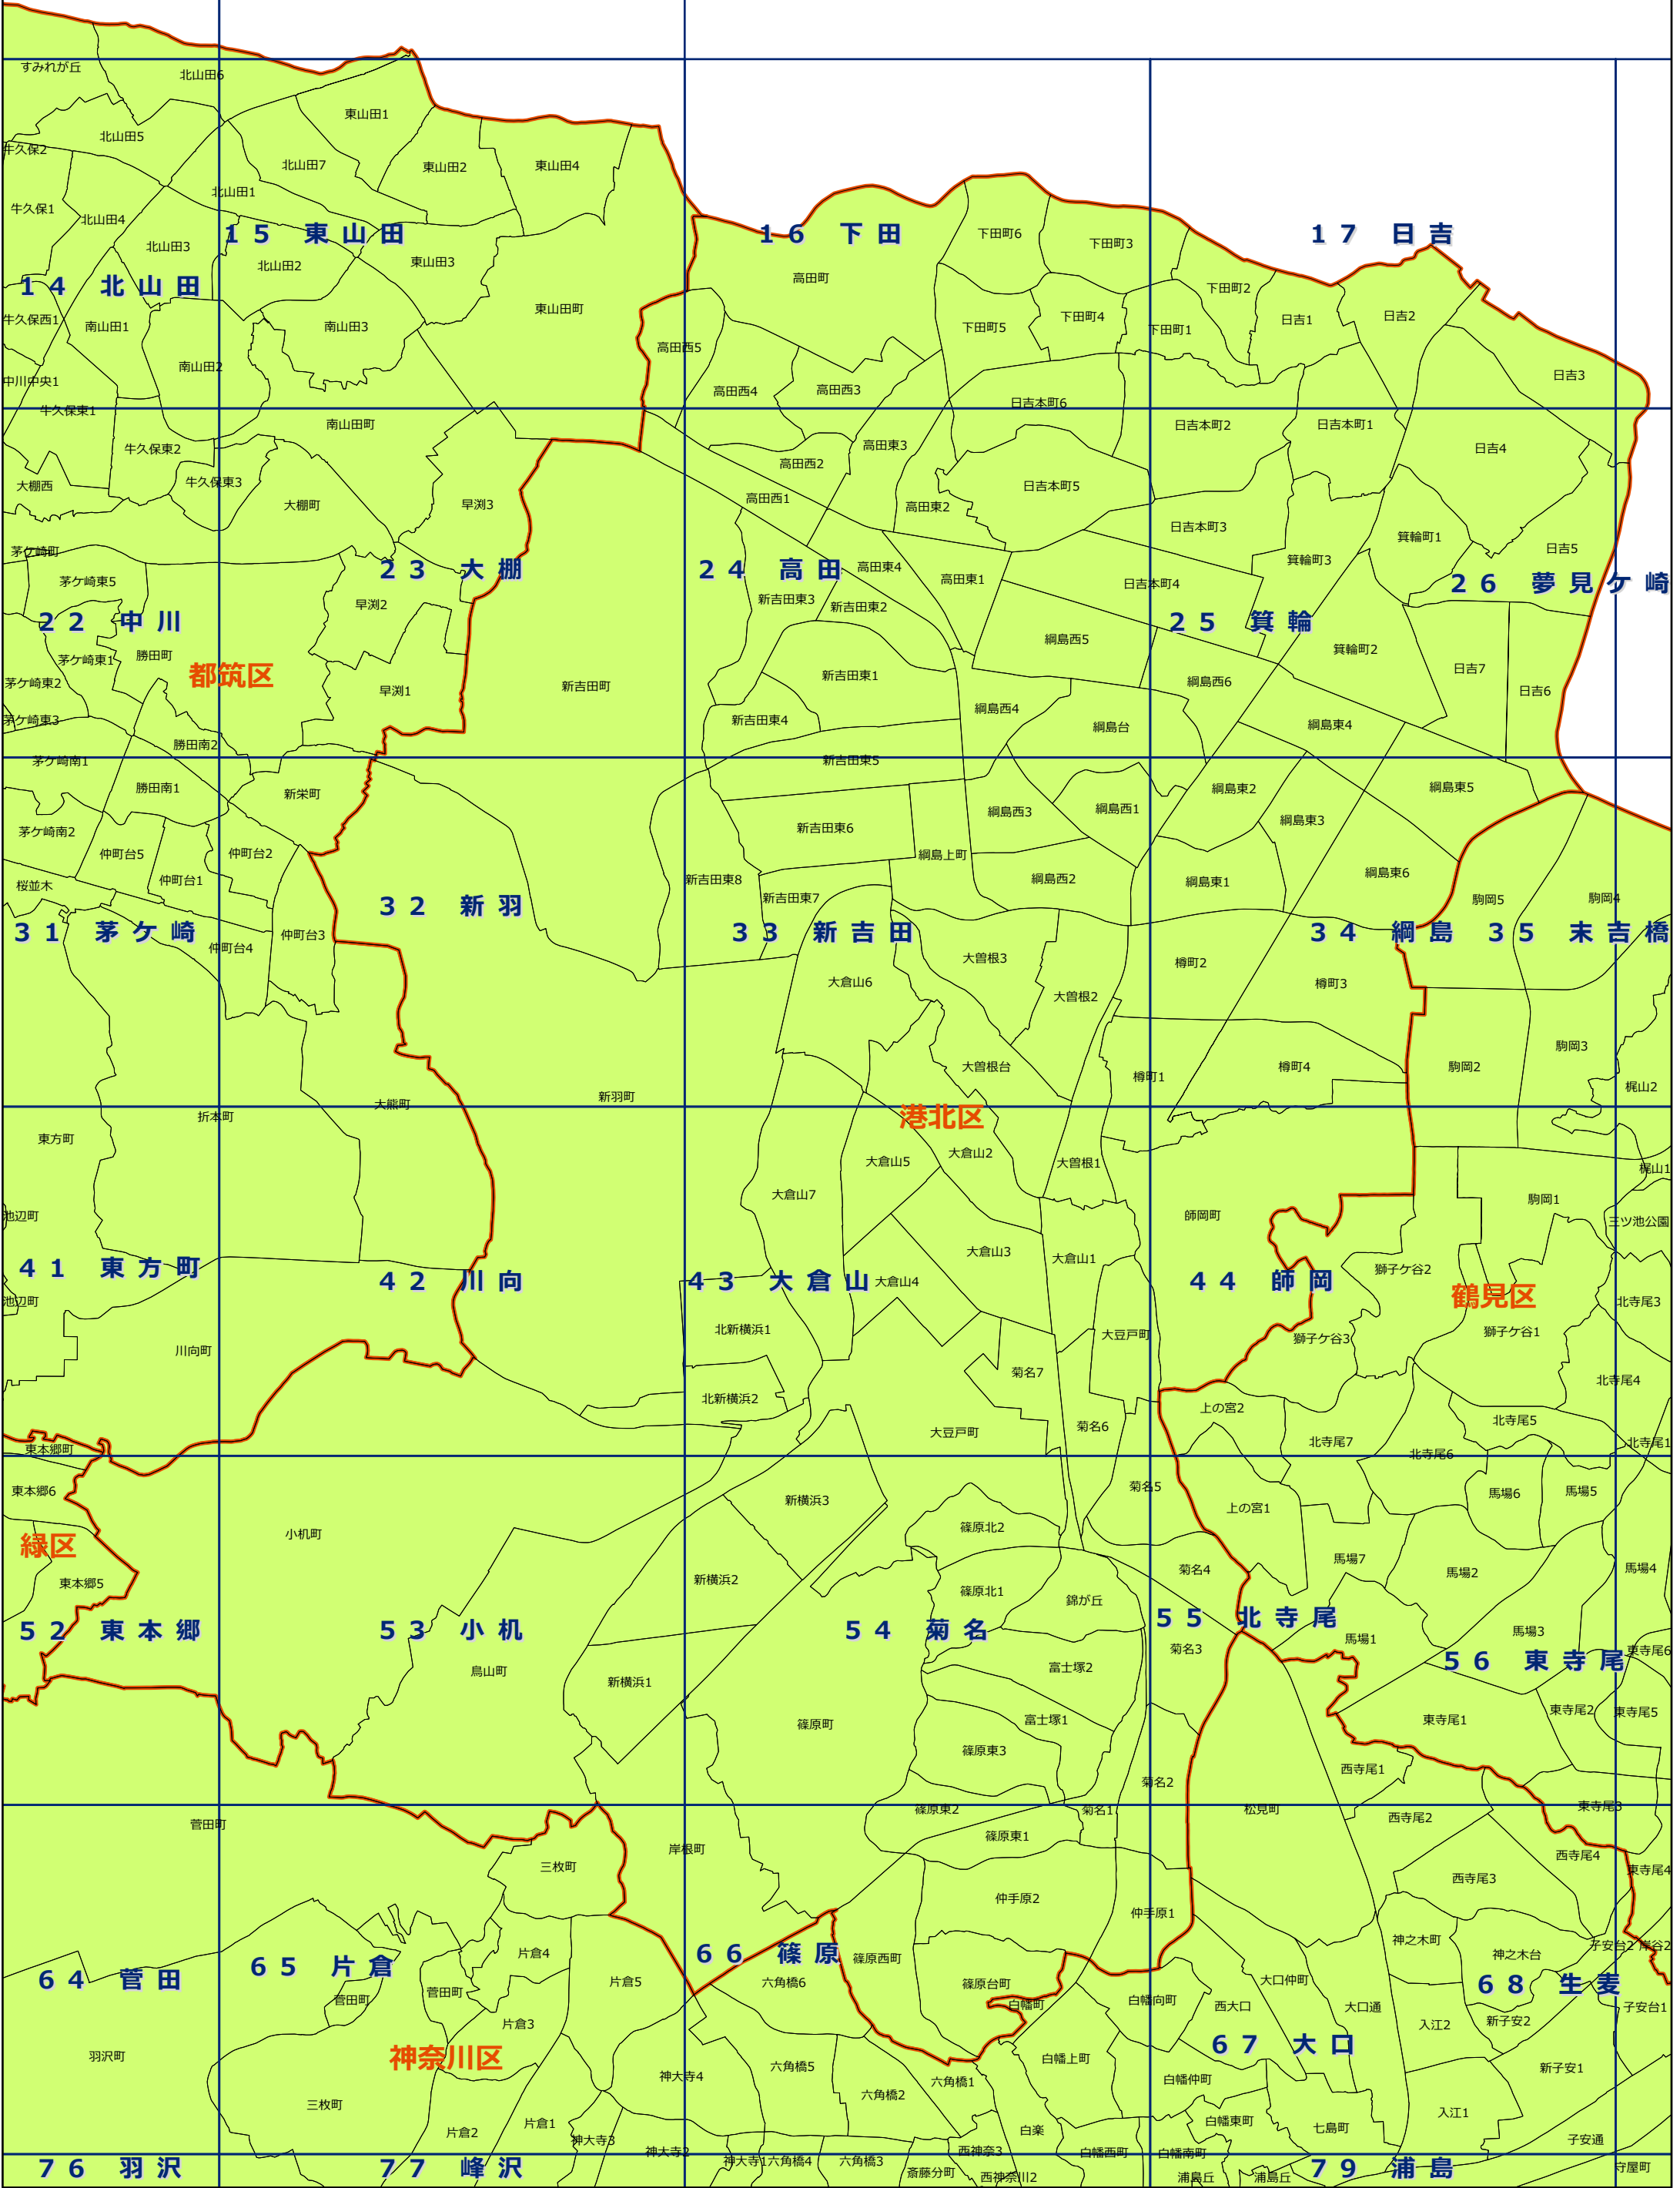 すみれが丘
北山田6
東山田1
北山田5
牛久保2
北山田7
東山田2
東山田4
北山田1
牛久保1
北山田4
北山田3
15 東山田
16 下田
下田町6
下田町3
17 日吉
北山田2
東山田3
高田町
14 北山田
下田町2
牛久保西1
南山田1
南山田3
東山田町
下田町5
下田町4
下田町1
日吉1
日吉2
高田西5
南山田2
中川中央1
高田西4
高田西3
日吉3
牛久保東1
日吉本町6
南山田町
日吉本町2
日吉本町1
牛久保東2
高田西2
高田東3
日吉4
大棚西
牛久保東3
大棚町
早渕3
高田西1
高田東2
日吉本町5
日吉本町3
箕輪町1
茅ケ崎町
日吉5
箕輪町3
23 大棚
24 高田
高田東4
高田東1
日吉本町4
26 夢見ケ崎
茅ケ崎東5
早渕2
新吉田東3
新吉田東2
22 中川
25 箕輪
綱島西5
茅ケ崎東1
勝田町
箕輪町2
都筑区
新吉田東1
日吉7
茅ケ崎東2
早渕1
新吉田町
綱島西6
日吉6
茅ケ崎東3
新吉田東4
綱島西4
綱島台
綱島東4
勝田南2
茅ケ崎南1
新吉田東5
勝田南1
新栄町
綱島東2
綱島東5
綱島西3
綱島西1
茅ケ崎南2
新吉田東6
綱島東3
仲町台5
仲町台2
綱島上町
桜並木
仲町台1
新吉田東8
綱島西2
綱島東1
綱島東6
32 新羽
新吉田東7
駒岡5
駒岡4
31 茅ケ崎
仲町台4
仲町台3
33 新吉田
34 綱島
35 末吉橋
大曽根3
樽町2
大倉山6
樽町3
大曽根2
駒岡3
大曽根台
樽町1
樽町4
駒岡2
梶山2
新羽町
大熊町
折本町
港北区
東方町
大倉山5
大倉山2
大曽根1
梶山1
大倉山7
駒岡1
池辺町
師岡町
三ツ池公園
大倉山3
大倉山1
41 東方町
42 川向
43 大倉山
大倉山4
44 師岡
獅子ケ谷2
鶴見区
池辺町
北寺尾3
北新横浜1
大豆戸町
獅子ケ谷3
獅子ケ谷1
川向町
菊名7
北寺尾4
北新横浜2
上の宮2
大豆戸町
菊名6
北寺尾5
東本郷町
北寺尾7
北寺尾6
北寺尾1
東本郷6
菊名5
新横浜3
馬場6
馬場5
上の宮1
小机町
篠原北2
緑区
馬場7
東本郷5
新横浜2
篠原北1
錦が丘
菊名4
馬場2
馬場4
52 東本郷
53 小机
54 菊名
55 北寺尾
馬場1
馬場3
菊名3
東寺尾6
56 東寺尾
鳥山町
新横浜1
富士塚2
篠原町
富士塚1
東寺尾1
東寺尾2
東寺尾5
篠原東3
西寺尾1
菊名2
篠原東2
菊名1
松見町
東寺尾3
菅田町
西寺尾2
篠原東1
岸根町
三枚町
西寺尾4
東寺尾4
西寺尾3
仲手原2
仲手原1
神之木町
子安台2
岸谷2
片倉4
66 篠原
篠原西町
神之木台
65 片倉
64 菅田
片倉5
六角橋6
篠原台町
大口仲町
68 生麦
菅田町
菅田町
白幡町
白幡向町
西大口
大口通
子安台1
片倉3
入江2
新子安2
67 大口
羽沢町
神奈川区
白幡上町
六角橋5
新子安1
神大寺4
六角橋1
白幡仲町
六角橋2
三枚町
入江1
片倉2
片倉1
白楽
白幡東町
七島町
神大寺3
神大寺2
西神奈3
白幡西町
白幡南町
子安通
76 羽沢
77 峰沢
神大寺1
六角橋4
六角橋3
斎藤分町
西神奈川2
浦島丘
浦島丘
79 浦島
守屋町